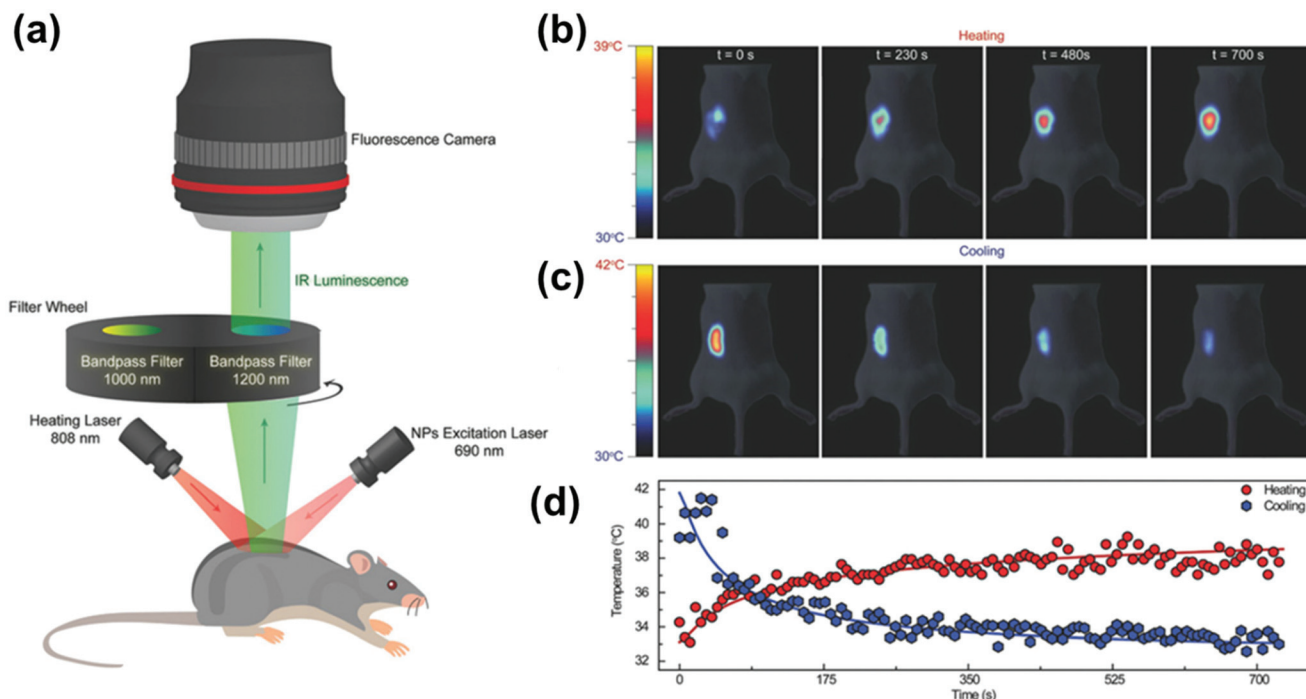 (a)
Fluorescence Camera
IR Luminescence
Filter Wheel
Bandpass Filter
1000 nm
Bandpass Filter
1200 nm
Heating Laser
808 nm
NPs Excitation Laser
690 nm
(b)
Heating
39°C
30°C
t = 0 s
t = 230 s
t = 480s
t = 700 s
(c)
Cooling
42°C
30°C
(d)
Heating
Cooling
Temperature (°C)
42
40
38
36
34
32
0
175
350
525
700
Time (s)